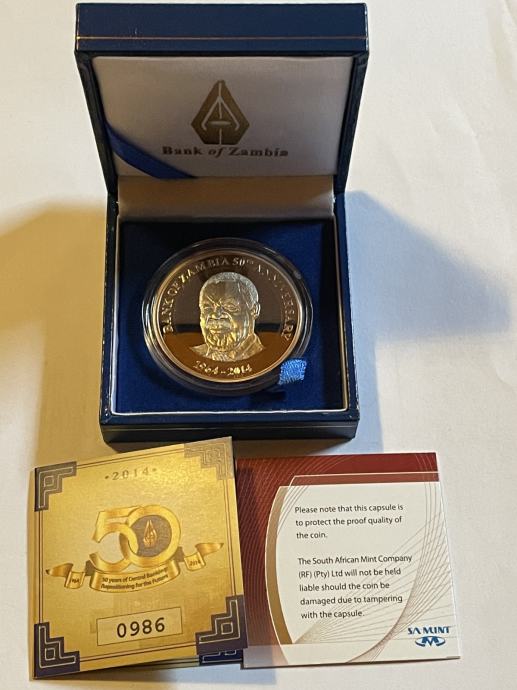 Bank of Zambia
BANK OF ZAMBIA 50TH ANNIVERSARY
1964-2014
·2014·
50
1964
2014
50 years of Central Banking
Repositioning for the Future
0986
Please note that this capsule is
to protect the proof quality of
the coin.
The South African Mint Company
(RF) (Pty) Ltd will not be held
liable should the coin be
damaged due to tampering
with the capsule.
SA MINT